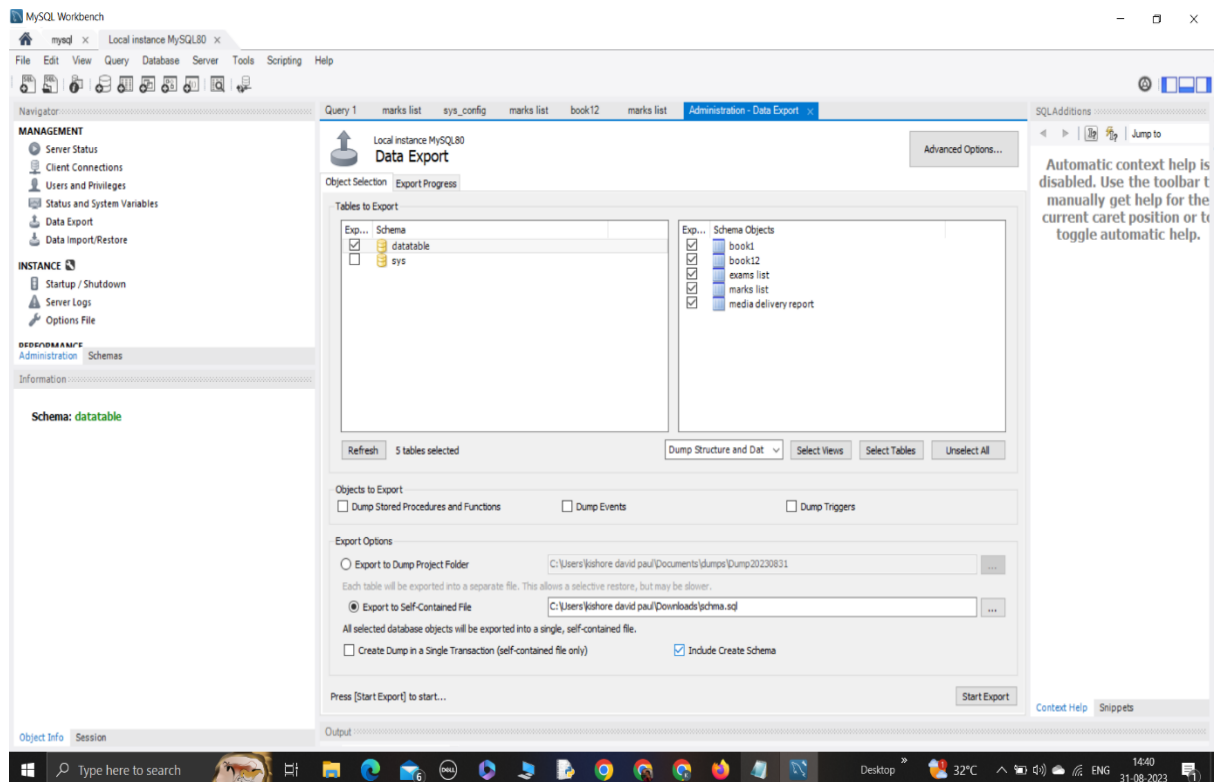 MySQL Workbench
mysql × Local instance MySQL80 ×
File Edit View Query Database Server Tools Scripting Help
Navigator
MANAGEMENT
Server Status
Client Connections
Users and Privileges
Status and System Variables
Data Export
Data Import/Restore
INSTANCE
Startup / Shutdown
Server Logs
Options File
PERFORMANCE
Administration Schemas
Information
Schema: datatable
Object Info Session
Query 1 marks list sys_config marks list book12 marks list Administration - Data Export ×
Local instance MySQL80
Data Export
Advanced Options...
Object Selection Export Progress
Tables to Export
Exp... Schema
datatable
sys
Exp... Schema Objects
book1
book12
exams list
marks list
media delivery report
Refresh 5 tables selected Dump Structure and Dat Select Views Select Tables Unselect All
Objects to Export
Dump Stored Procedures and Functions Dump Events Dump Triggers
Export Options
Export to Dump Project Folder C:\Users\kishore david paul\Documents\dumps\Dump20230831 ...
Each table will be exported into a separate file. This allows a selective restore, but may be slower.
Export to Self-Contained File C:\Users\kishore david paul\Downloads\schma.sql ...
All selected database objects will be exported into a single, self-contained file.
Create Dump in a Single Transaction (self-contained file only) Include Create Schema
Press [Start Export] to start... Start Export
Output
SQLAdditions
Jump to
Automatic context help is
disabled. Use the toolbar t
manually get help for the
current caret position or to
toggle automatic help.
Context Help Snippets
Type here to search
DELL
6
Desktop » 32°C ENG 14:40
31-08-2023
1